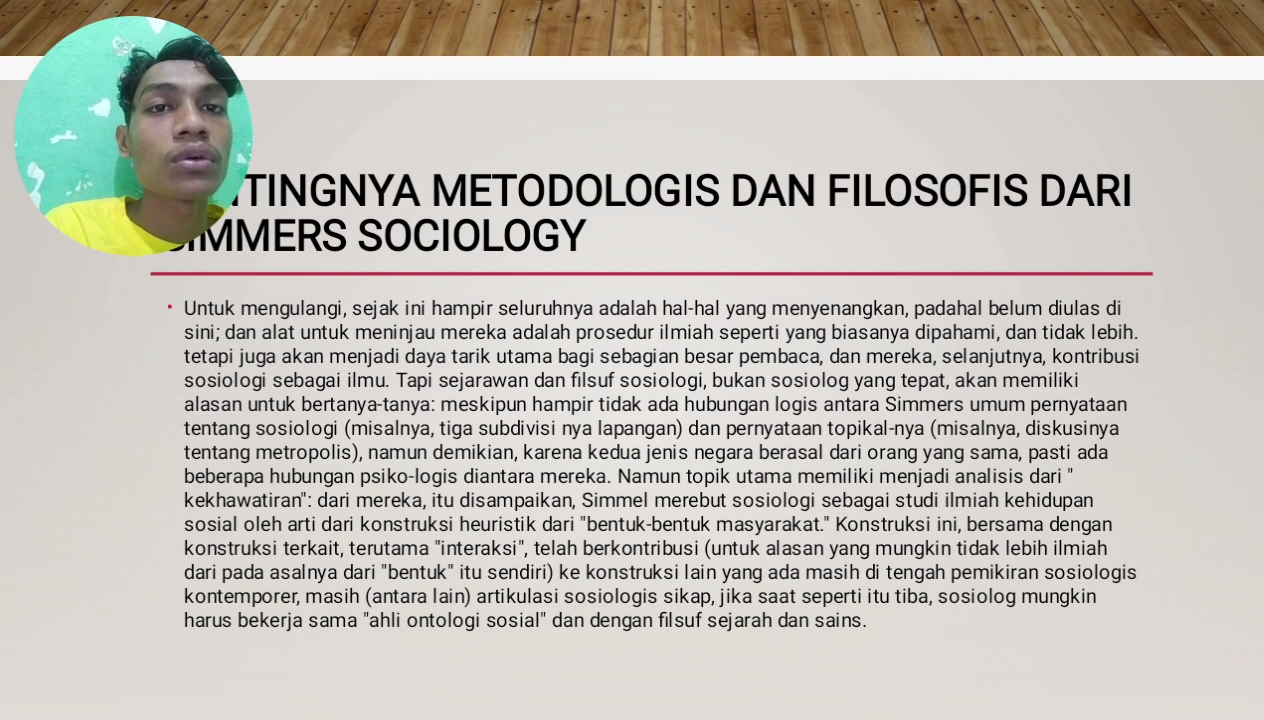 TINGNYA METODOLOGIS DAN FILOSOFIS DARI
SIMMERS SOCIOLOGY
• Untuk mengulangi, sejak ini hampir seluruhnya adalah hal-hal yang menyenangkan, padahal belum diulas di
sini; dan alat untuk meninjau mereka adalah prosedur ilmiah seperti yang biasanya dipahami, dan tidak lebih.
tetapi juga akan menjadi daya tarik utama bagi sebagian besar pembaca, dan mereka, selanjutnya, kontribusi
sosiologi sebagai ilmu. Tapi sejarawan dan filsuf sosiologi, bukan sosiolog yang tepat, akan memiliki
alasan untuk bertanya-tanya: meskipun hampir tidak ada hubungan logis antara Simmers umum pernyataan
tentang sosiologi (misalnya, tiga subdivisi nya lapangan) dan pernyataan topikal-nya (misalnya, diskusinya
tentang metropolis), namun demikian, karena kedua jenis negara berasal dari orang yang sama, pasti ada
beberapa hubungan psiko-logis diantara mereka. Namun topik utama memiliki menjadi analisis dari "
kekhawatiran": dari mereka, itu disampaikan, Simmel merebut sosiologi sebagai studi ilmiah kehidupan
sosial oleh arti dari konstruksi heuristik dari "bentuk-bentuk masyarakat." Konstruksi ini, bersama dengan
konstruksi terkait, terutama "interaksi", telah berkontribusi (untuk alasan yang mungkin tidak lebih ilmiah
dari pada asalnya dari "bentuk" itu sendiri) ke konstruksi lain yang ada masih di tengah pemikiran sosiologis
kontemporer, masih (antara lain) artikulasi sosiologis sikap, jika saat seperti itu tiba, sosiolog mungkin
harus bekerja sama "ahli ontologi sosial" dan dengan filsuf sejarah dan sains.